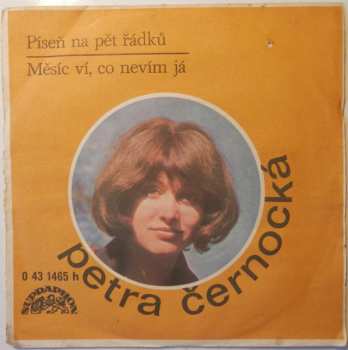 Píseň na pět řádků
Měsíc ví, co nevím já
petra černocká
0 43 1465 h
SUPRAPHON